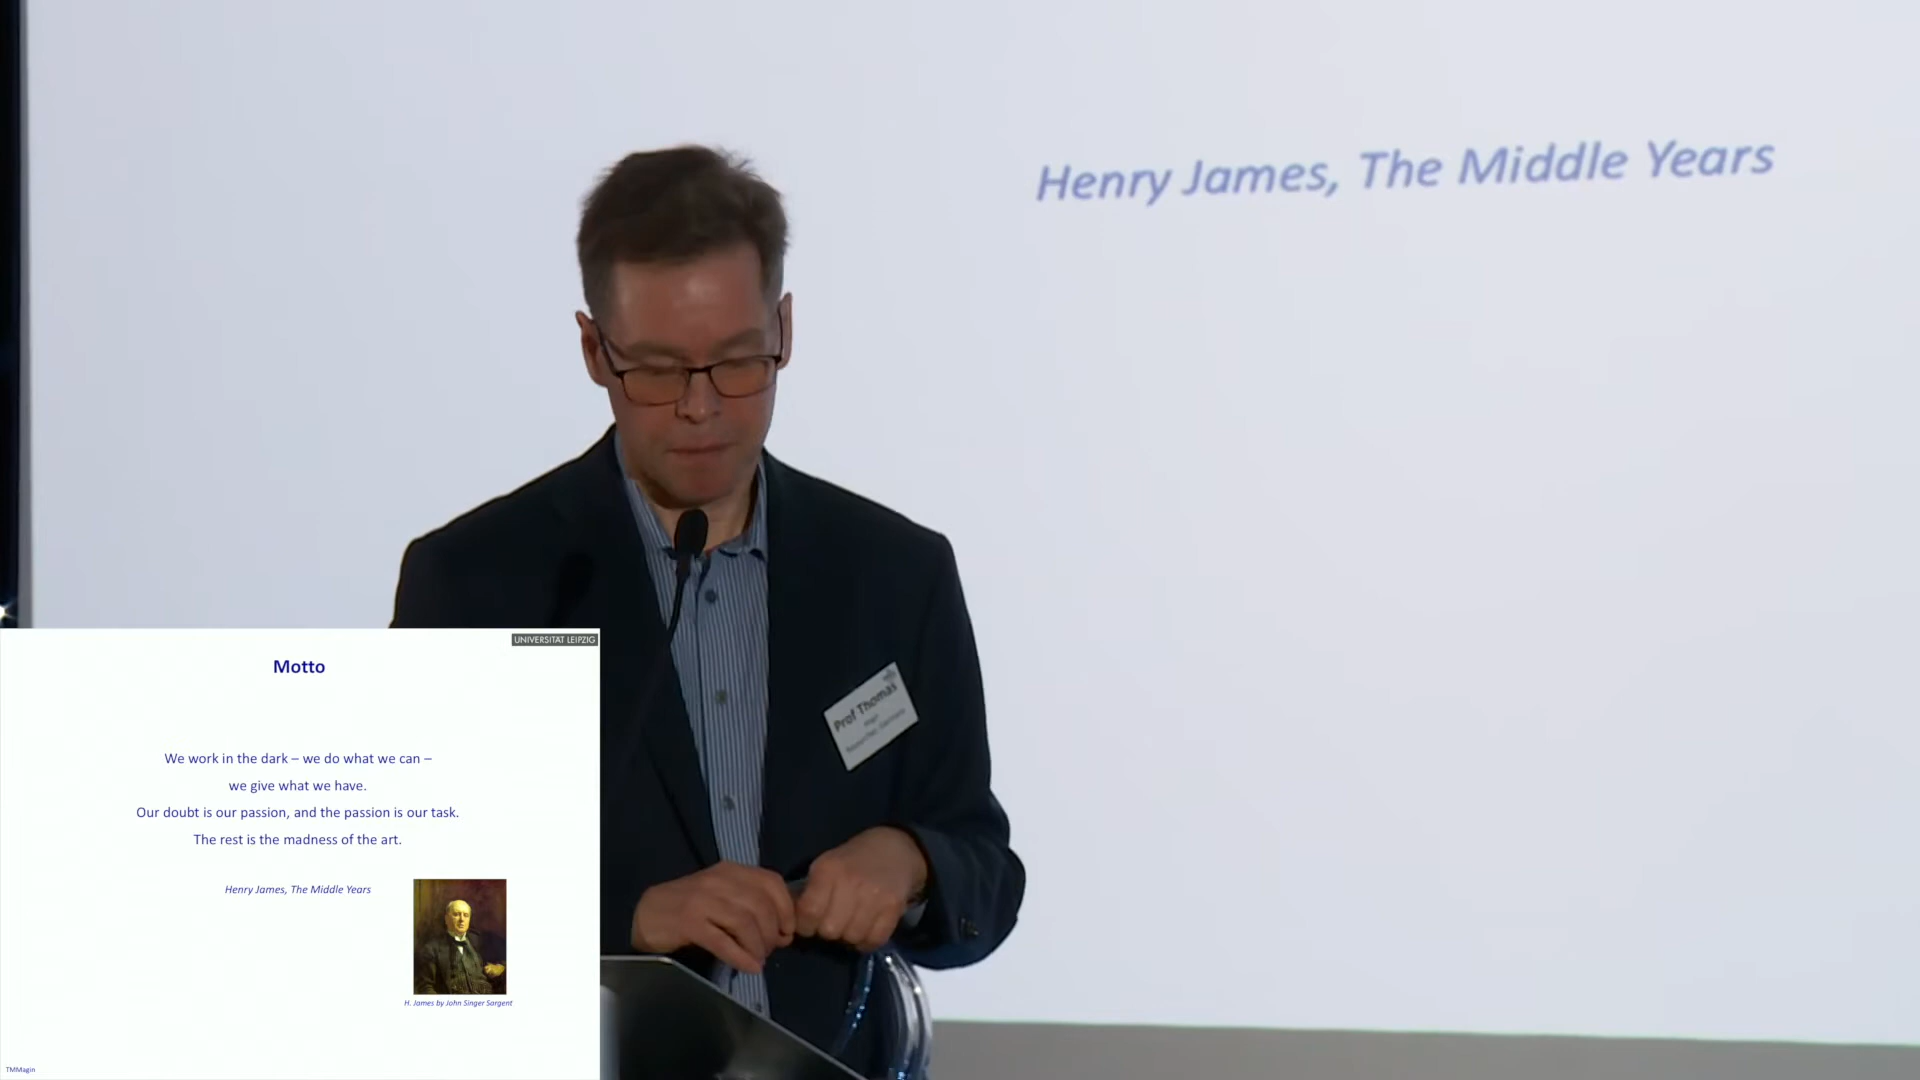 Henry James, The Middle Years
UNIVERSITÄT LEIPZIG
Motto
We work in the dark – we do what we can –
we give what we have.
Our doubt is our passion, and the passion is our task.
The rest is the madness of the art.
Henry James, The Middle Years
H. James by John Singer Sargent
TMMagin
Prof Thomas